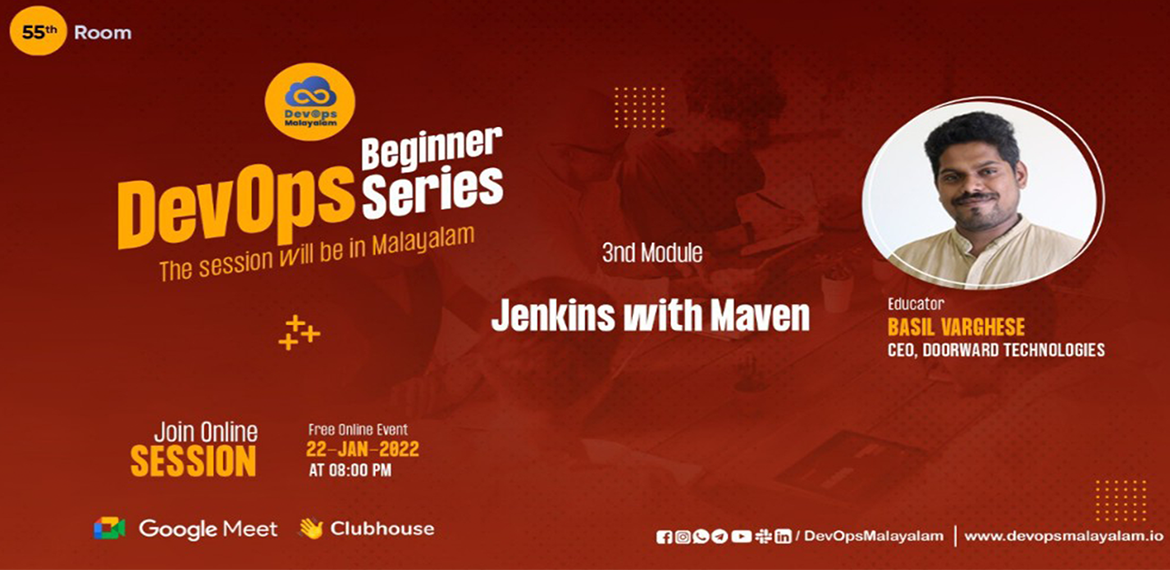 55th Room
DevOps
Malayalam
DevOps Beginner
Series
The session will be in Malayalam
3nd Module
Jenkins with Maven
Educator
BASIL VARGHESE
CEO, DOORWARD TECHNOLOGIES
Join Online
SESSION
Free Online Event
22-JAN-2022
AT 08:00 PM
Google Meet
Clubhouse
/ DevOpsMalayalam | www.devopsmalayalam.io